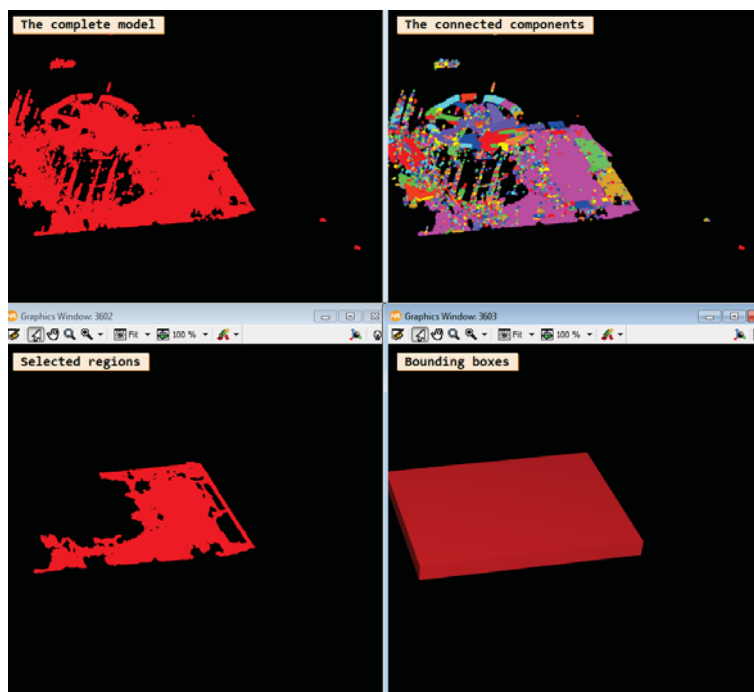 The complete model
The connected components
Graphics Window: 3602
Graphics Window: 3603
Fit
100 %
Fit
100 %
Selected regions
Bounding boxes